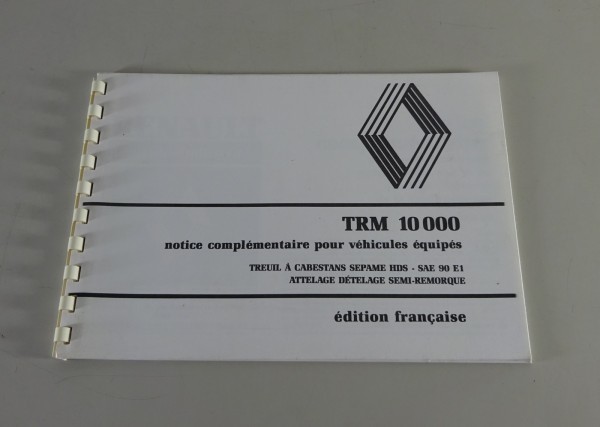 TRM 10 000
notice complémentaire pour véhicules équipés
TREUIL À CABESTANS SEPAME HDS - SAE 90 E1
ATTELAGE DÉTELAGE SEMI-REMORQUE
édition française